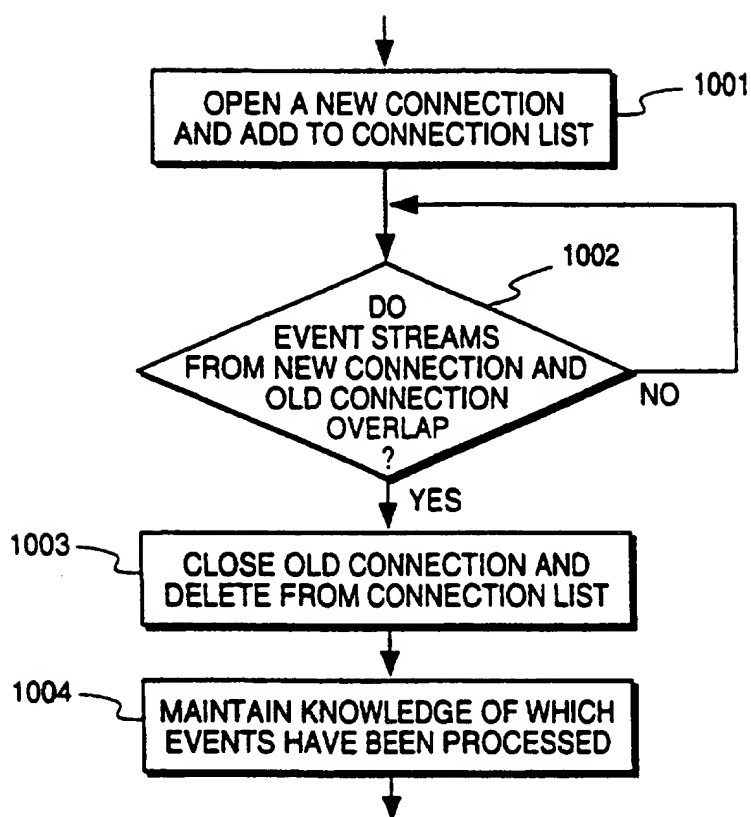 OPEN A NEW CONNECTION
AND ADD TO CONNECTION LIST
1001
1002
DO
EVENT STREAMS
FROM NEW CONNECTION AND
OLD CONNECTION
OVERLAP
?
NO
YES
1003
CLOSE OLD CONNECTION AND
DELETE FROM CONNECTION LIST
1004
MAINTAIN KNOWLEDGE OF WHICH
EVENTS HAVE BEEN PROCESSED